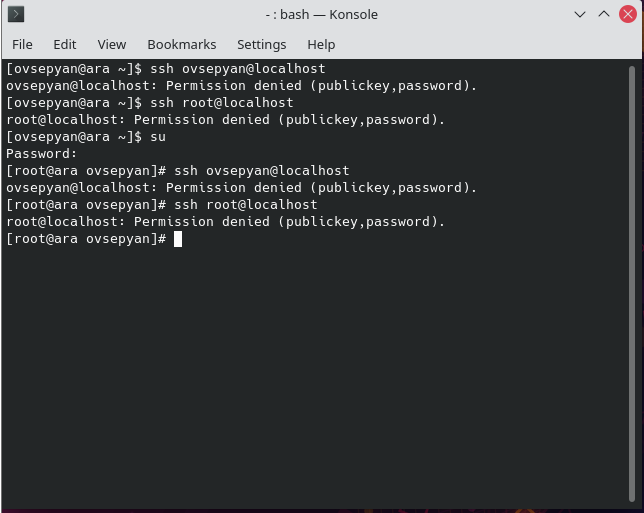 - : bash — Konsole
File Edit View Bookmarks Settings Help
[ovsepyan@ara ~]$ ssh ovsepyan@localhost
ovsepyan@localhost: Permission denied (publickey,password).
[ovsepyan@ara ~]$ ssh root@localhost
root@localhost: Permission denied (publickey,password).
[ovsepyan@ara ~]$ su
Password:
[root@ara ovsepyan]# ssh ovsepyan@localhost
ovsepyan@localhost: Permission denied (publickey,password).
[root@ara ovsepyan]# ssh root@localhost
root@localhost: Permission denied (publickey,password).
[root@ara ovsepyan]#